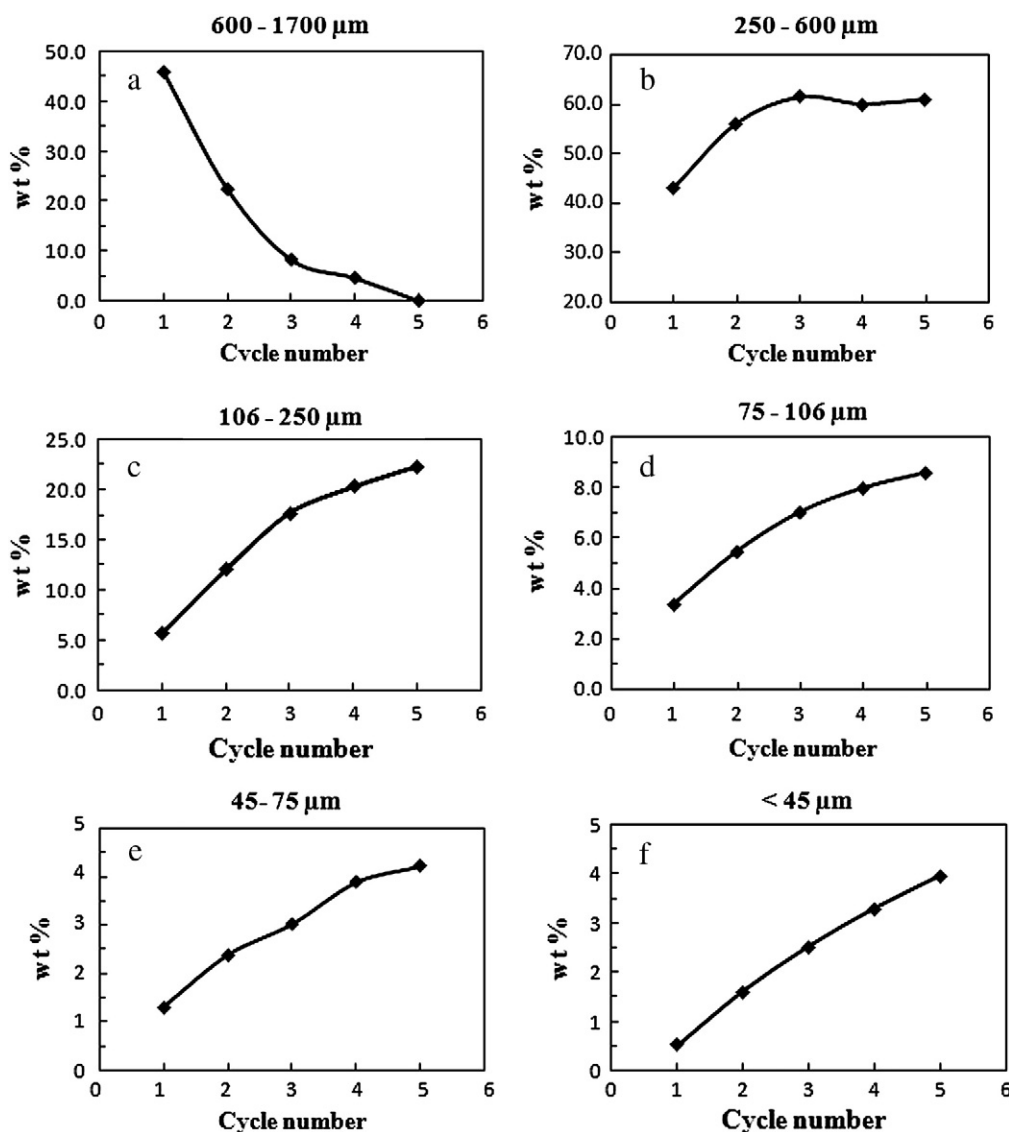 600 - 1700 µm
a
50.0
40.0
30.0
20.0
10.0
0.0
wt %
0 1 2 3 4 5 6
Cvcle number
250 - 600 µm
b
70.0
60.0
50.0
40.0
30.0
20.0
wt %
0 1 2 3 4 5 6
Cycle number
106 - 250 µm
c
25.0
20.0
15.0
10.0
5.0
0.0
wt %
0 1 2 3 4 5 6
Cycle number
75 - 106 µm
d
10.0
8.0
6.0
4.0
2.0
0.0
wt %
0 1 2 3 4 5 6
Cycle number
45- 75 µm
e
5
4
3
2
1
0
wt %
0 1 2 3 4 5 6
Cycle number
< 45 µm
f
5
4
3
2
1
0
wt %
0 1 2 3 4 5 6
Cycle number